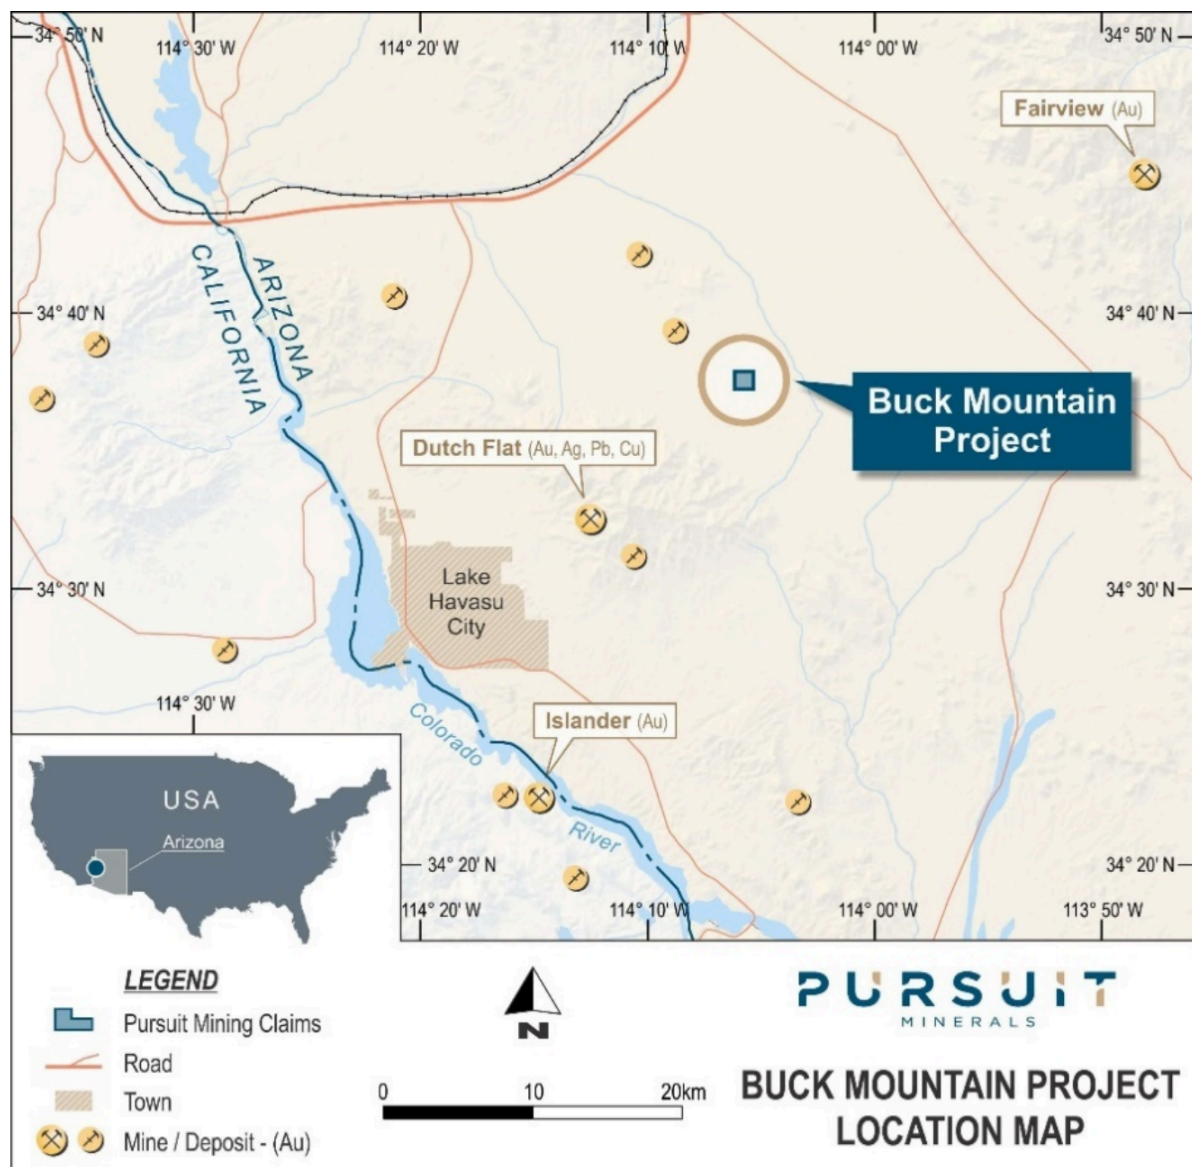 34° 50' N
114° 30' W
114° 20' W
114° 10' W
114° 00' W
34° 50' N
Fairview (Au)
CALIFORNIA
ARIZONA
34° 40' N
34° 40' N
Buck Mountain
Project
Dutch Flat (Au, Ag, Pb, Cu)
34° 30' N
Lake
Havasu
City
34° 30' N
114° 30' W
Colorado
Islander (Au)
River
USA
Arizona
34° 20' N
34° 20' N
114° 20' W
114° 10' W
114° 00' W
113° 50' W
LEGEND
Pursuit Mining Claims
Road
Town
Mine / Deposit - (Au)
N
0
10
20km
PURSUIT
MINERALS
BUCK MOUNTAIN PROJECT
LOCATION MAP